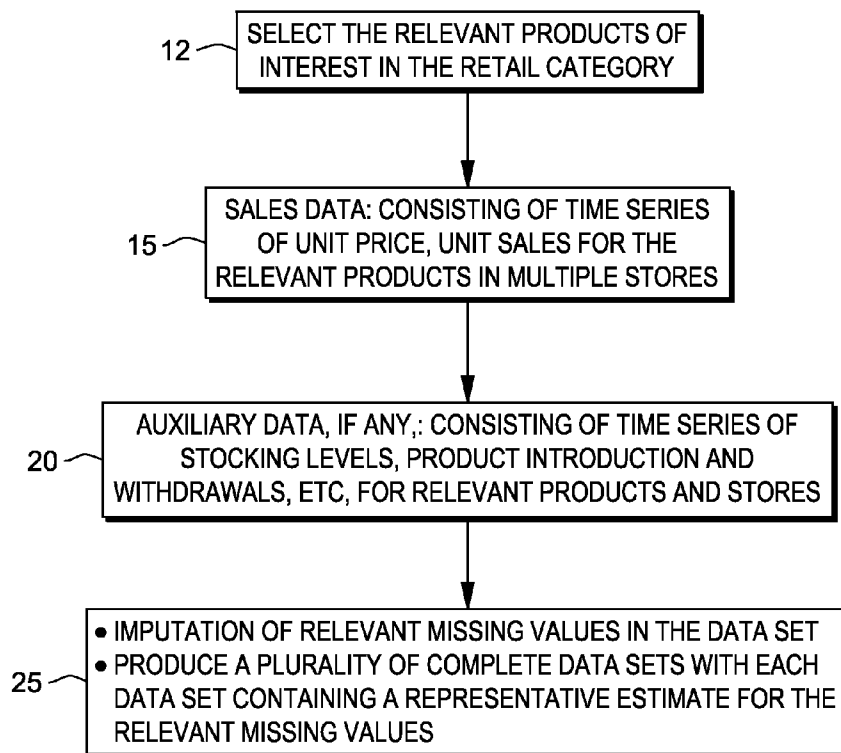 12
SELECT THE RELEVANT PRODUCTS OF
INTEREST IN THE RETAIL CATEGORY
15
SALES DATA: CONSISTING OF TIME SERIES
OF UNIT PRICE, UNIT SALES FOR THE
RELEVANT PRODUCTS IN MULTIPLE STORES
20
AUXILIARY DATA, IF ANY,: CONSISTING OF TIME SERIES OF
STOCKING LEVELS, PRODUCT INTRODUCTION AND
WITHDRAWALS, ETC, FOR RELEVANT PRODUCTS AND STORES
25
• IMPUTATION OF RELEVANT MISSING VALUES IN THE DATA SET
• PRODUCE A PLURALITY OF COMPLETE DATA SETS WITH EACH
DATA SET CONTAINING A REPRESENTATIVE ESTIMATE FOR THE
RELEVANT MISSING VALUES